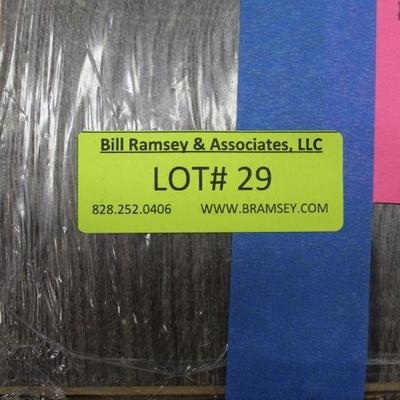 Bill Ramsey & Associates, LLC
LOT# 29
828.252.0406 WWW.BRAMSEY.COM